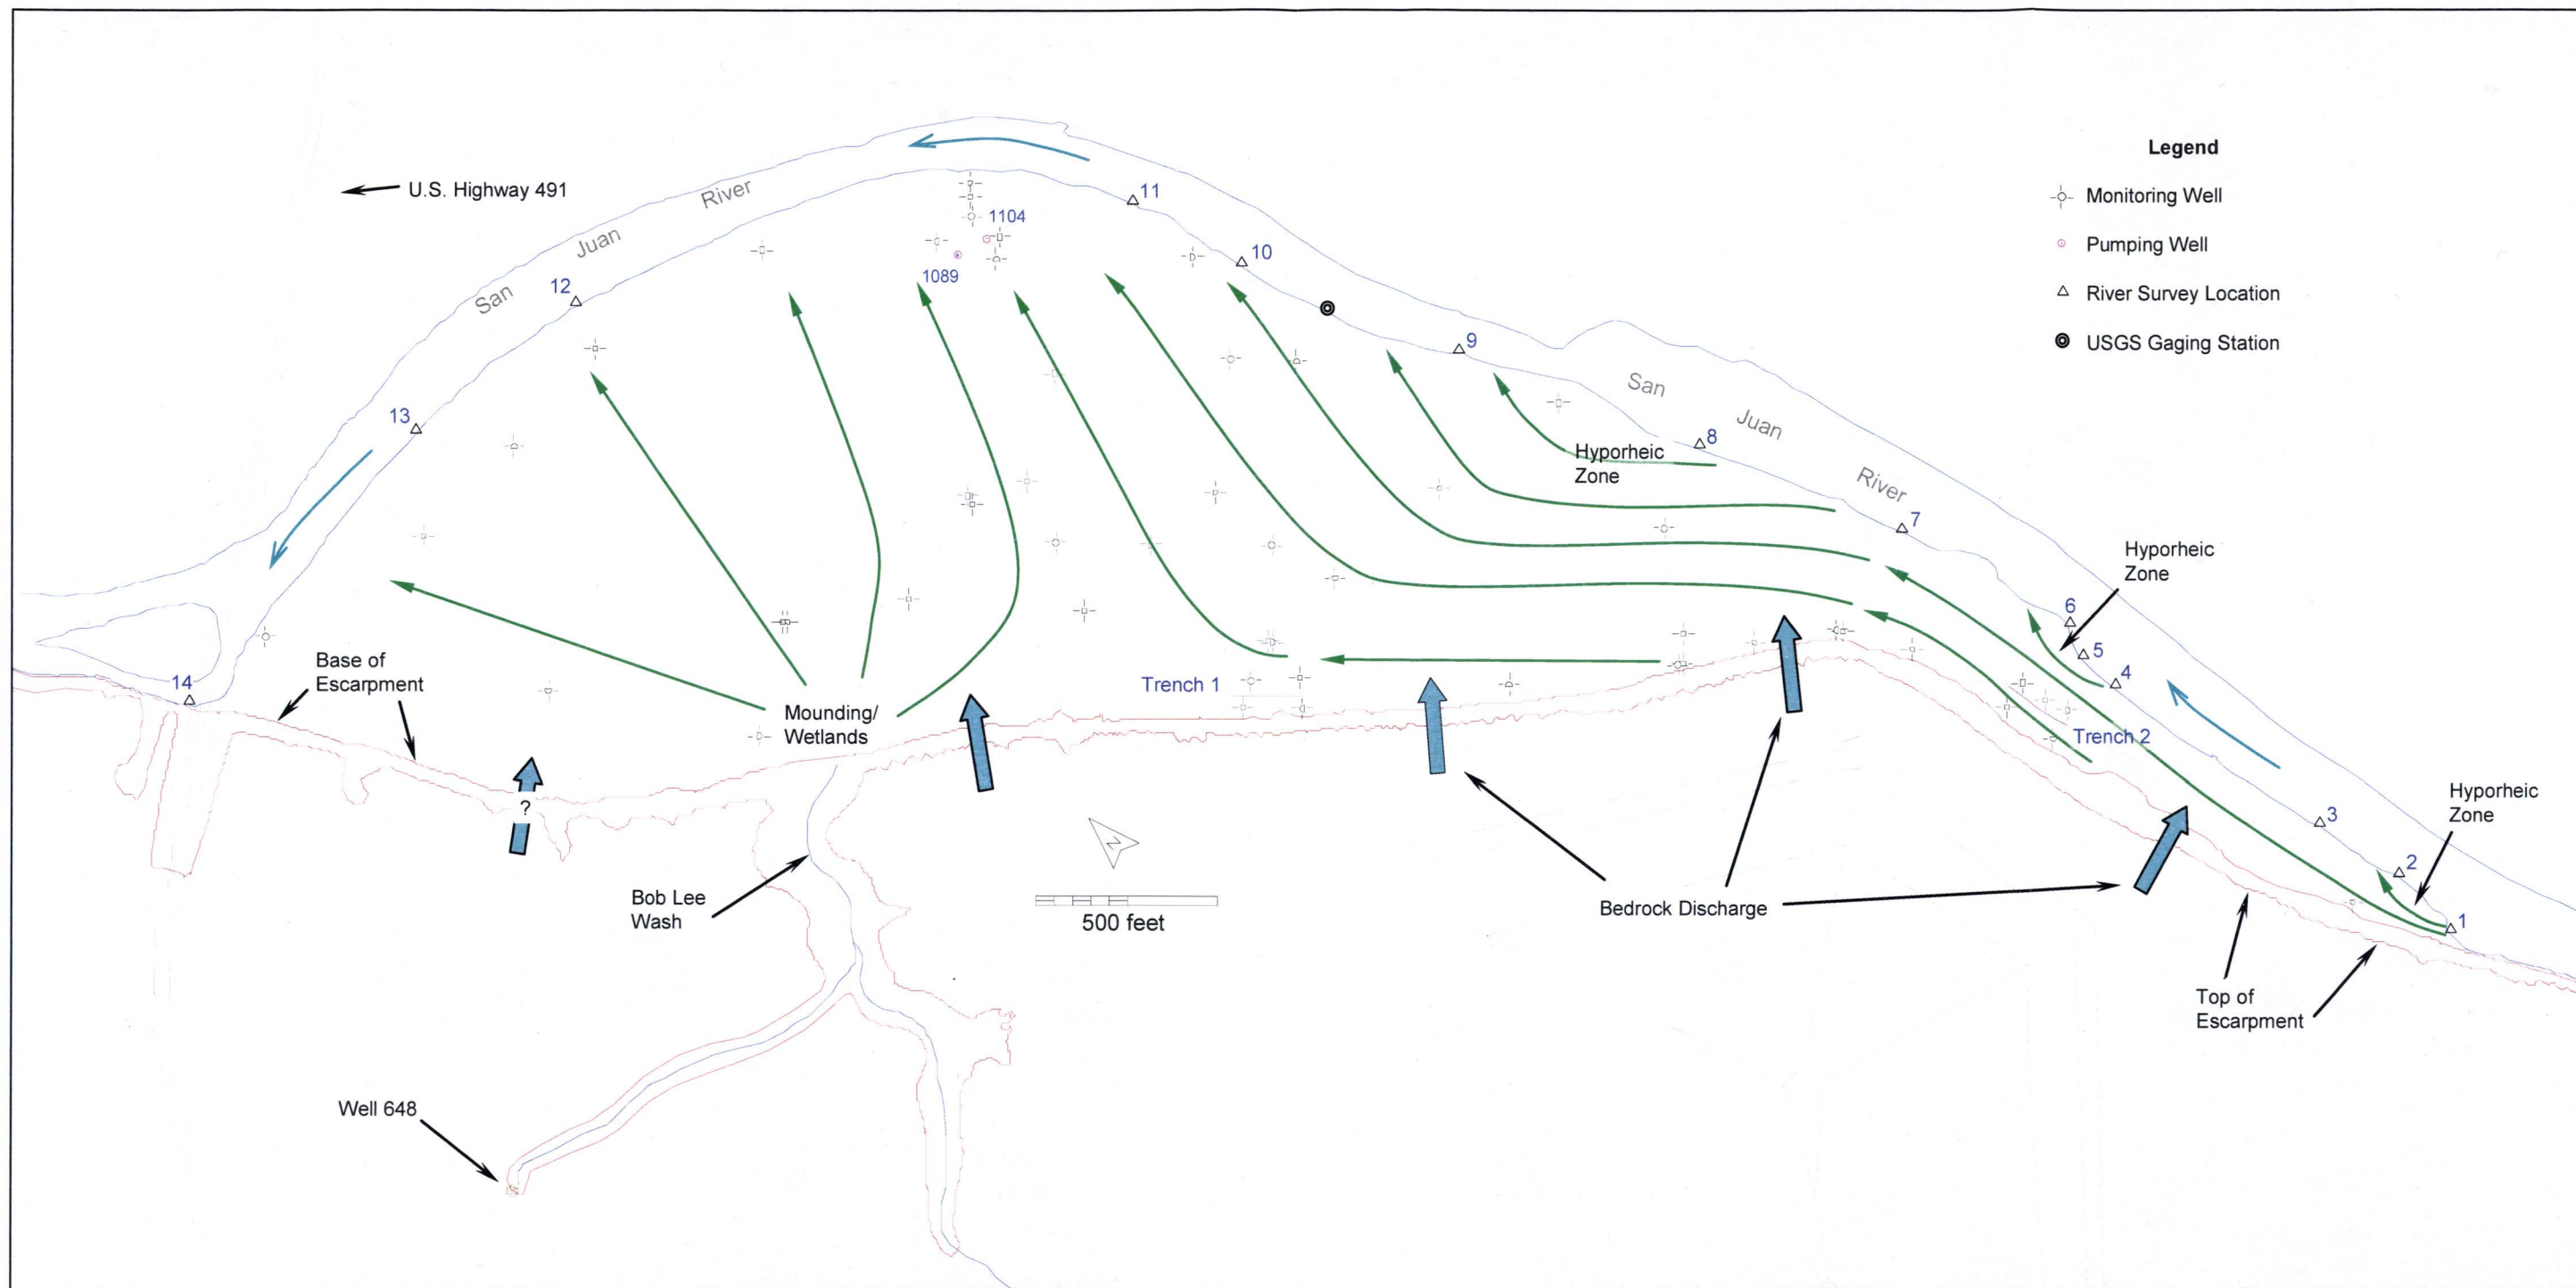 Legend
Monitoring Well
Pumping Well
River Survey Location
USGS Gaging Station
U.S. Highway 491
San
Juan
River
11
1104
10
1089
12
9
13
8
San
Juan
River
Hyporheic
Zone
7
Hyporheic
Zone
6
5
4
14
Base of
Escarpment
Trench 1
Mounding/
Wetlands
Trench 2
?
3
Hyporheic
Zone
2
1
N
Bob Lee
Wash
500 feet
Bedrock Discharge
Top of
Escarpment
Well 648